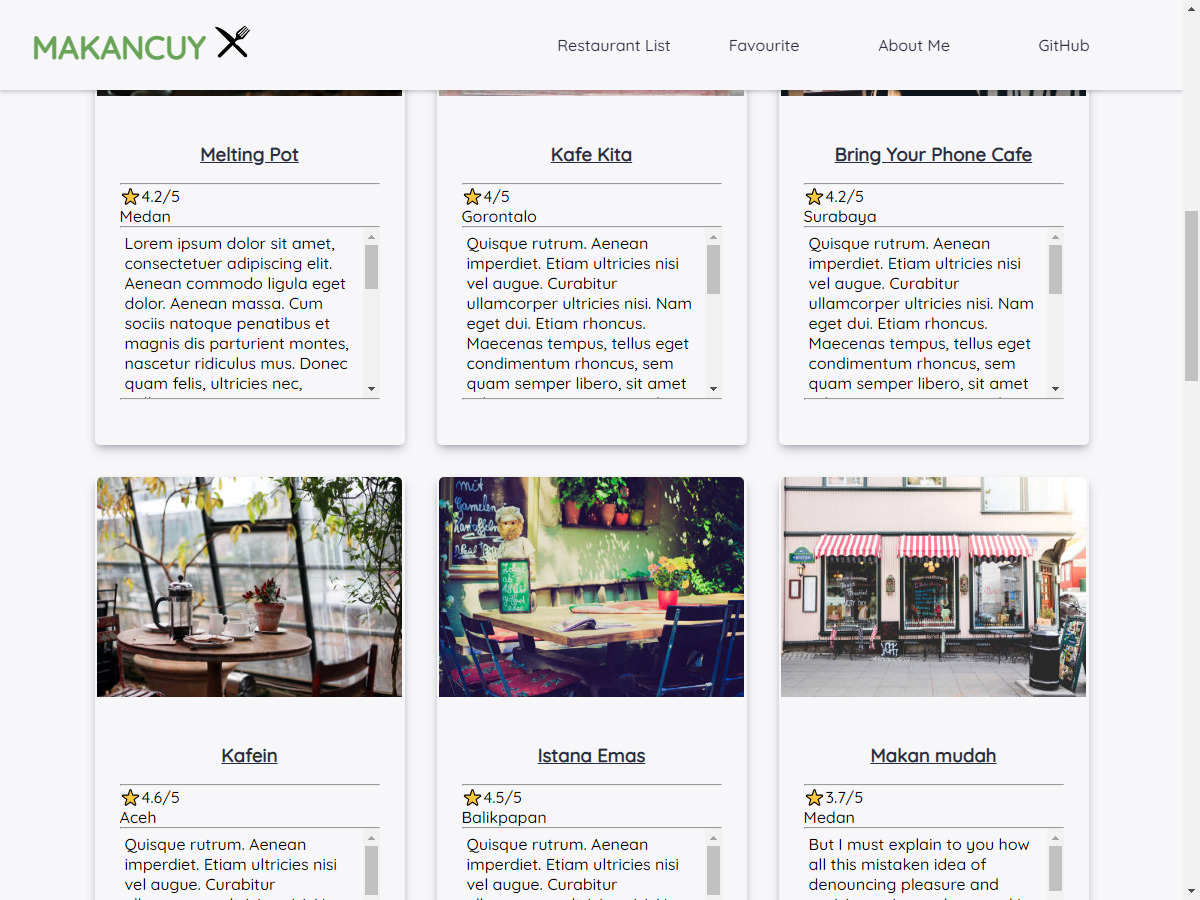 MAKANCUY
Restaurant List
Favourite
About Me
GitHub
Melting Pot
4.2/5
Medan
Lorem ipsum dolor sit amet,
consectetuer adipiscing elit.
Aenean commodo ligula eget
dolor. Aenean massa. Cum
sociis natoque penatibus et
magnis dis parturient montes,
nascetur ridiculus mus. Donec
quam felis, ultricies nec,
Kafe Kita
4/5
Gorontalo
Quisque rutrum. Aenean
imperdiet. Etiam ultricies nisi
vel augue. Curabitur
ullamcorper ultricies nisi. Nam
eget dui. Etiam rhoncus.
Maecenas tempus, tellus eget
condimentum rhoncus, sem
quam semper libero, sit amet
Bring Your Phone Cafe
4.2/5
Surabaya
Quisque rutrum. Aenean
imperdiet. Etiam ultricies nisi
vel augue. Curabitur
ullamcorper ultricies nisi. Nam
eget dui. Etiam rhoncus.
Maecenas tempus, tellus eget
condimentum rhoncus, sem
quam semper libero, sit amet
Kafein
4.6/5
Aceh
Quisque rutrum. Aenean
imperdiet. Etiam ultricies nisi
vel augue. Curabitur
mit
Gamelen
Istana Emas
4.5/5
Balikpapan
Quisque rutrum. Aenean
imperdiet. Etiam ultricies nisi
vel augue. Curabitur
Makan mudah
3.7/5
Medan
But I must explain to you how
all this mistaken idea of
denouncing pleasure and